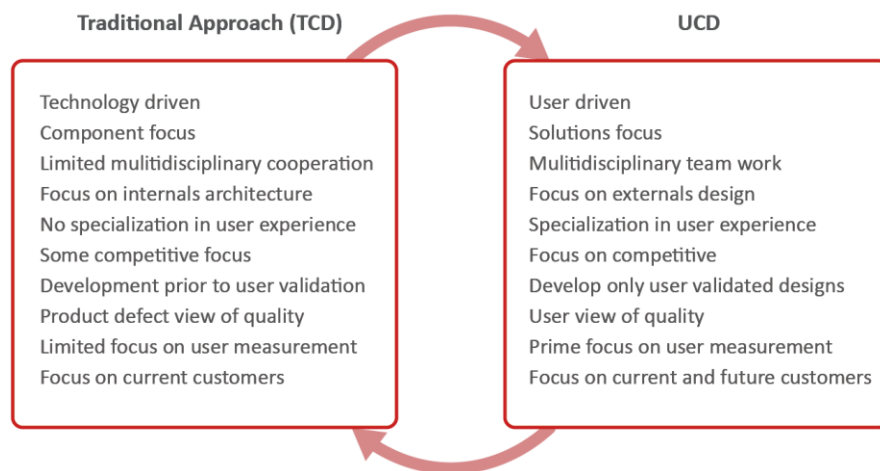 Traditional Approach (TCD)
Technology driven
Component focus
Limited mulitidisciplinary cooperation
Focus on internals architecture
No specialization in user experience
Some competitive focus
Development prior to user validation
Product defect view of quality
Limited focus on user measurement
Focus on current customers
UCD
User driven
Solutions focus
Mulitidisciplinary team work
Focus on externals design
Specialization in user experience
Focus on competitive
Develop only user validated designs
User view of quality
Prime focus on user measurement
Focus on current and future customers